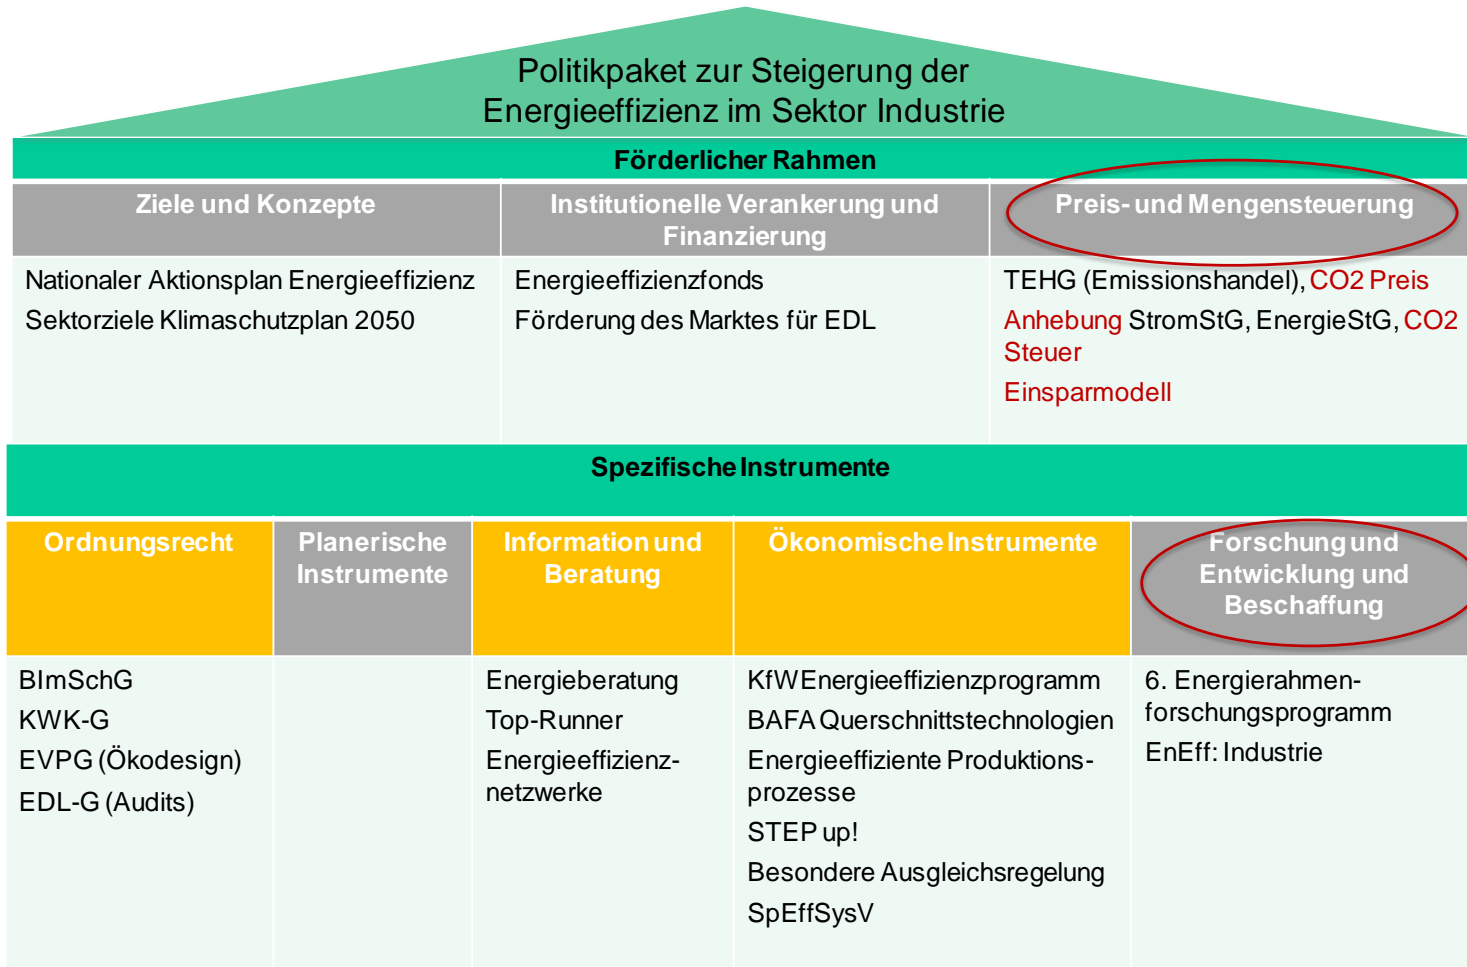 Politikpaket zur Steigerung der
Energieeffizienz im Sektor Industrie
Förderlicher Rahmen
Ziele und Konzepte
Institutionelle Verankerung und
Finanzierung
Preis- und Mengensteuerung
Nationaler Aktionsplan Energieeffizienz
Sektorziele Klimaschutzplan 2050
Energieeffizienzfonds
Förderung des Marktes für EDL
TEHG (Emissionshandel), CO2 Preis
Anhebung StromStG, EnergieStG, CO2
Steuer
Einsparmodell
Spezifische Instrumente
Ordnungsrecht
Planerische
Instrumente
Information und
Beratung
Ökonomische Instrumente
Forschung und
Entwicklung und
Beschaffung
BImSchG
KWK-G
EVPG (Ökodesign)
EDL-G (Audits)
Energieberatung
Top-Runner
Energieeffizienz-
netzwerke
KfW Energieeffizienzprogramm
BAFA Querschnittstechnologien
Energieeffiziente Produktions-
prozesse
STEP up!
Besondere Ausgleichsregelung
SpEffSysV
6. Energierahmen-
forschungsprogramm
EnEff: Industrie